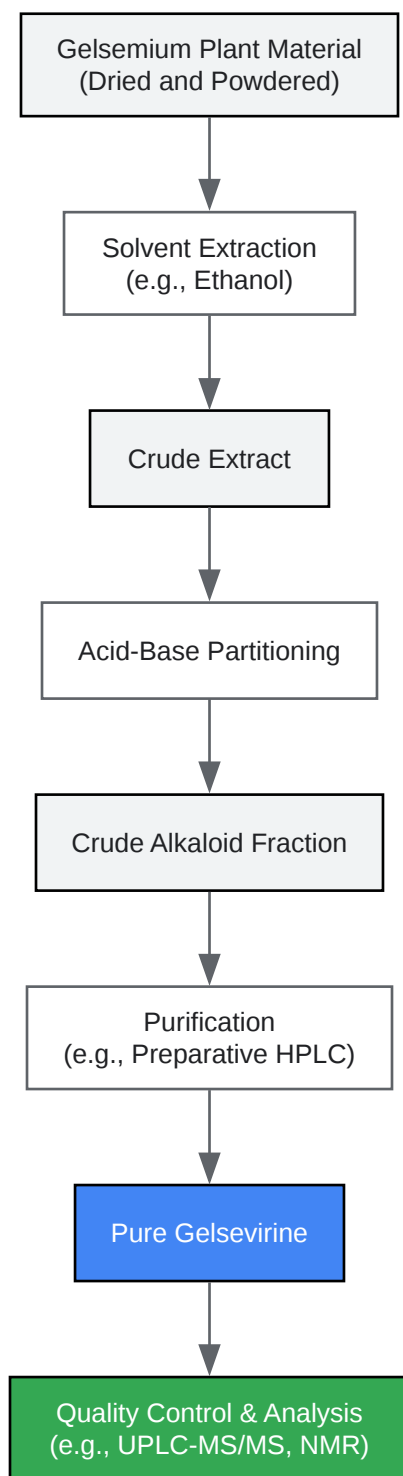 Gelsemium Plant Material
(Dried and Powdered)
Solvent Extraction
(e.g., Ethanol)
Crude Extract
Acid-Base Partitioning
Crude Alkaloid Fraction
Purification
(e.g., Preparative HPLC)
Pure Gelsevirine
Quality Control & Analysis
(e.g., UPLC-MS/MS, NMR)